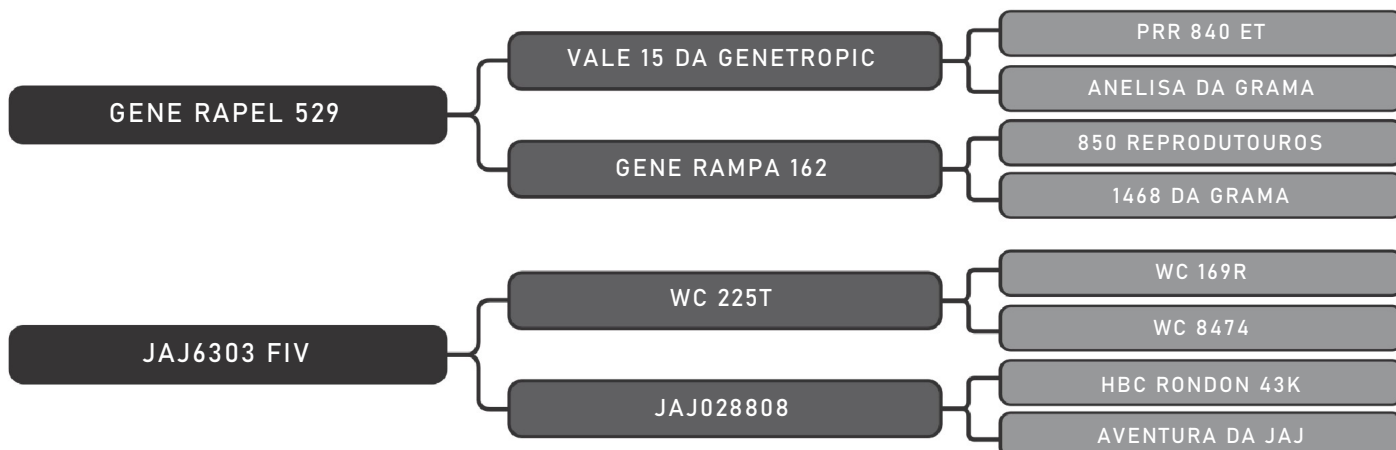 GENE RAPEL 529
VALE 15 DA GENETROPIC
PRR 840 ET
ANELISA DA GRAMA
GENE RAMPA 162
850 REPRODUTOUROS
1468 DA GRAMA
JAJ6303 FIV
WC 225T
WC 169R
WC 8474
JAJ028808
HBC RONDON 43K
AVENTURA DA JAJ